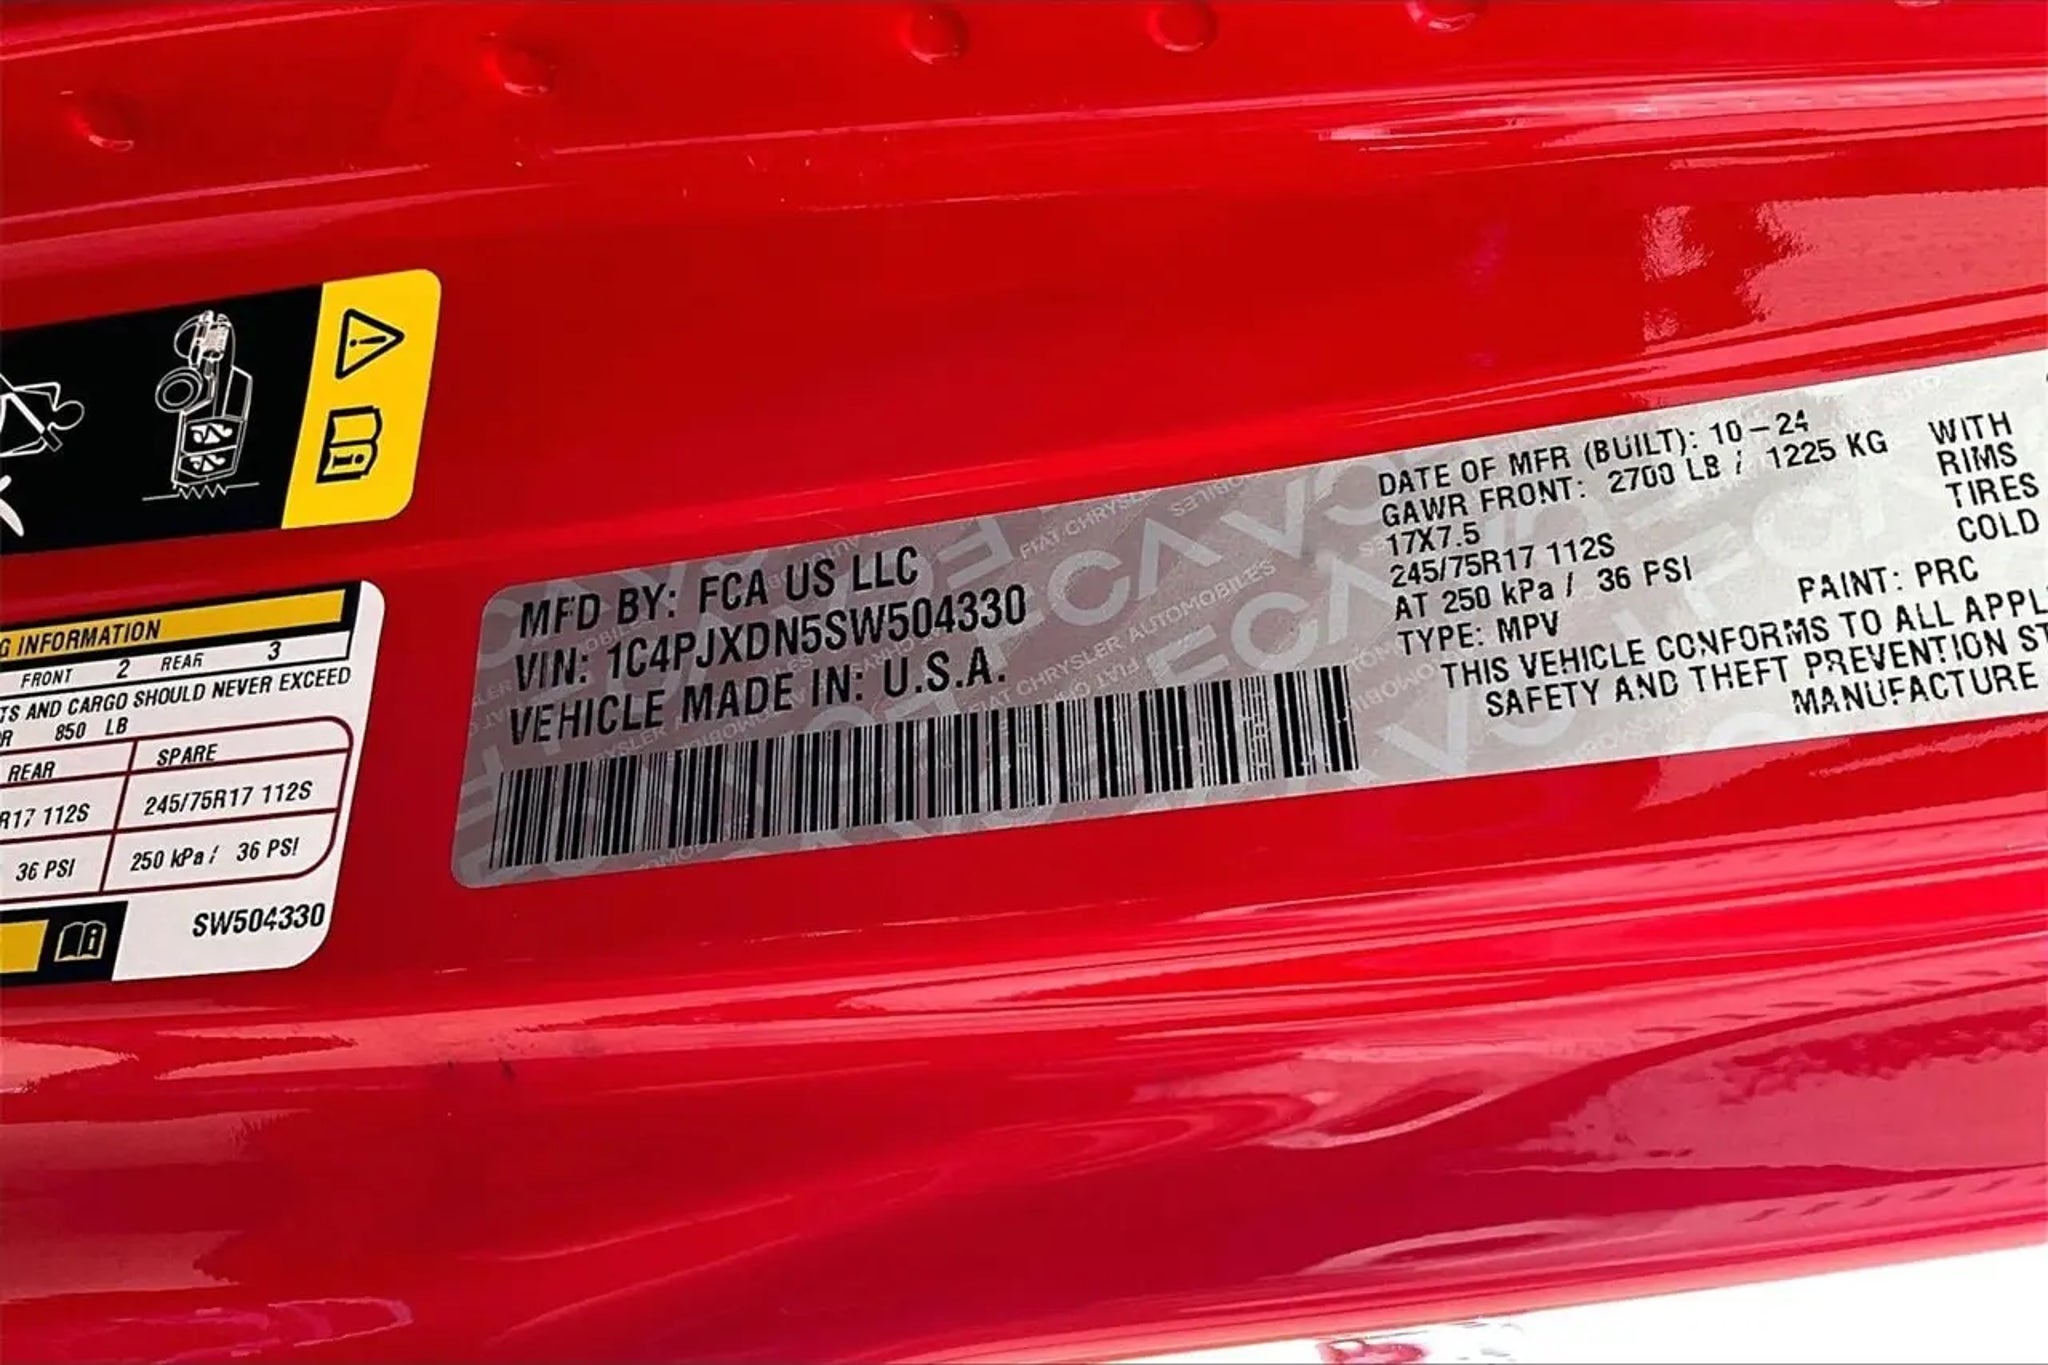 G INFORMATION
FRONT 2 REAR 3
TS AND CARGO SHOULD NEVER EXCEED
OR 850 LB
REAR SPARE
R17 112S 245/75R17 112S
36 PSI 250 kPa / 36 PSI
SW504330
MFD BY: FCA US LLC
VIN: 1C4PJXDN5SW504330
VEHICLE MADE IN: U.S.A.
DATE OF MFR (BUILT): 10-24
GAWR FRONT: 2700 LB / 1225 KG WITH
17X7.5 RIMS
245/75R17 112S TIRES
AT 250 kPa / 36 PSI COLD
TYPE: MPV PAINT: PRC
THIS VEHICLE CONFORMS TO ALL APPL
SAFETY AND THEFT PREVENTION ST
MANUFACTURE